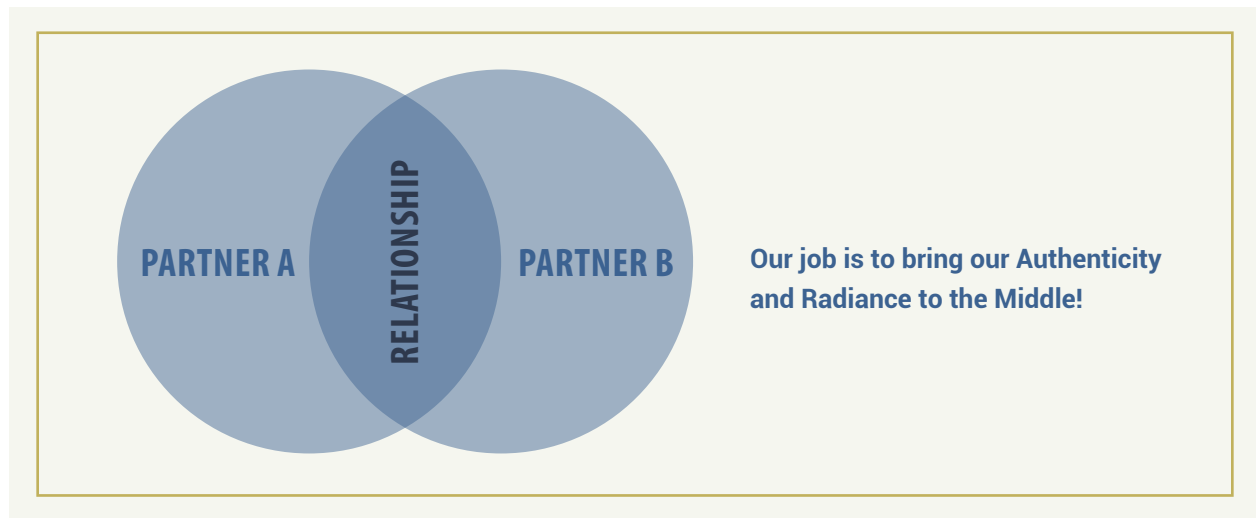 PARTNER A
RELATIONSHIP
PARTNER B
Our job is to bring our Authenticity
and Radiance to the Middle!